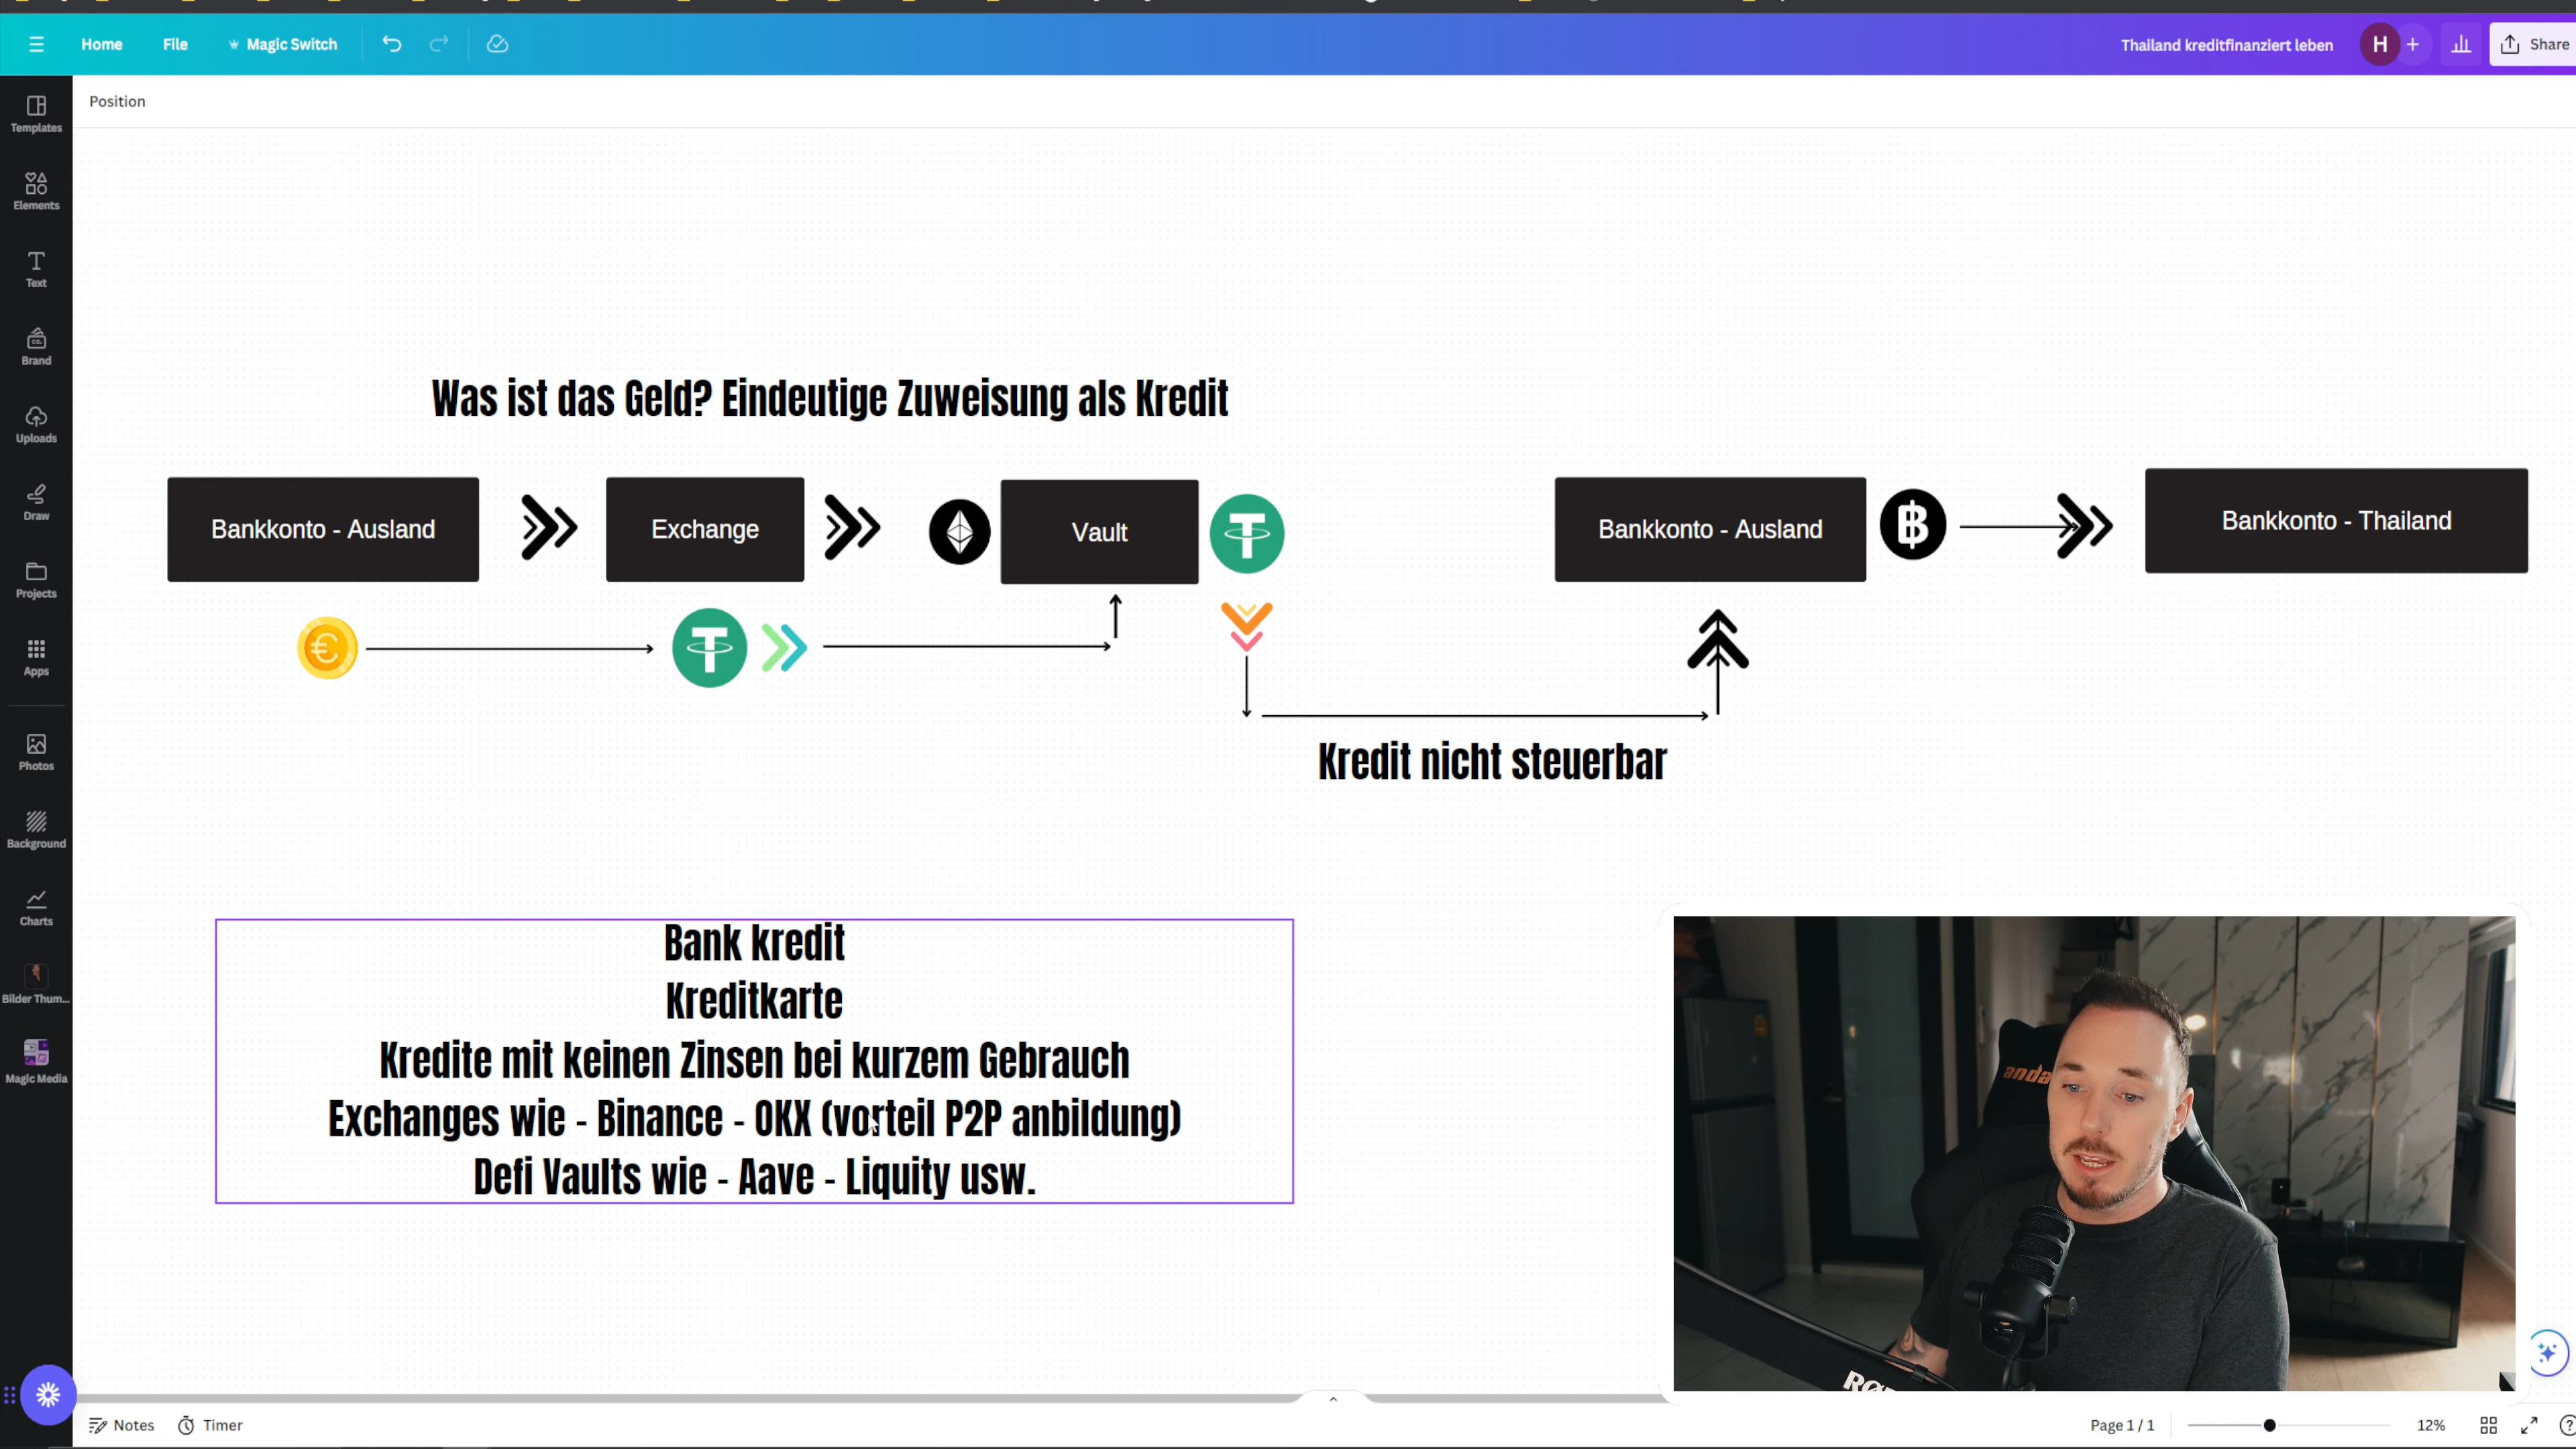 Home File Magic Switch Thailand kreditfinanziert leben H + Share
Position
Templates
Elements
Text
Brand
Uploads
Draw
Projects
Apps
Photos
Background
Charts
Bilder Thum...
Magic Media
Was ist das Geld? Eindeutige Zuweisung als Kredit
Bankkonto - Ausland
Exchange
Vault
Bankkonto - Ausland
Bankkonto - Thailand
Kredit nicht steuerbar
Bank kredit
Kreditkarte
Kredite mit keinen Zinsen bei kurzem Gebrauch
Exchanges wie - Binance - OKX (vorteil P2P anbildung)
Defi Vaults wie - Aave - Liquity usw.
anda
Notes Timer Page 1 / 1 12%